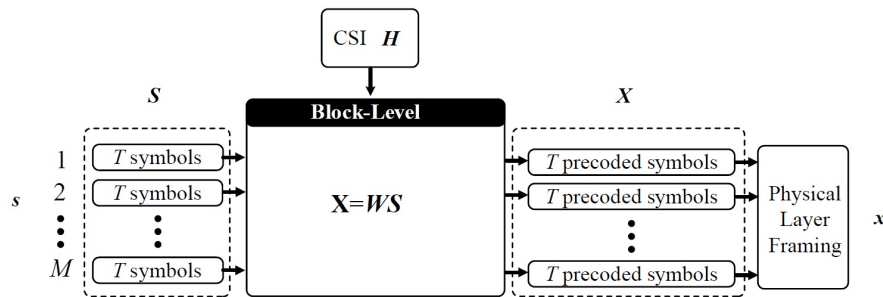 CSI H
S
X
Block-Level
1
T symbols
T precoded symbols
2
T symbols
T precoded symbols
s
X=WS
Physical
Layer
Framing
x
M
T symbols
T precoded symbols